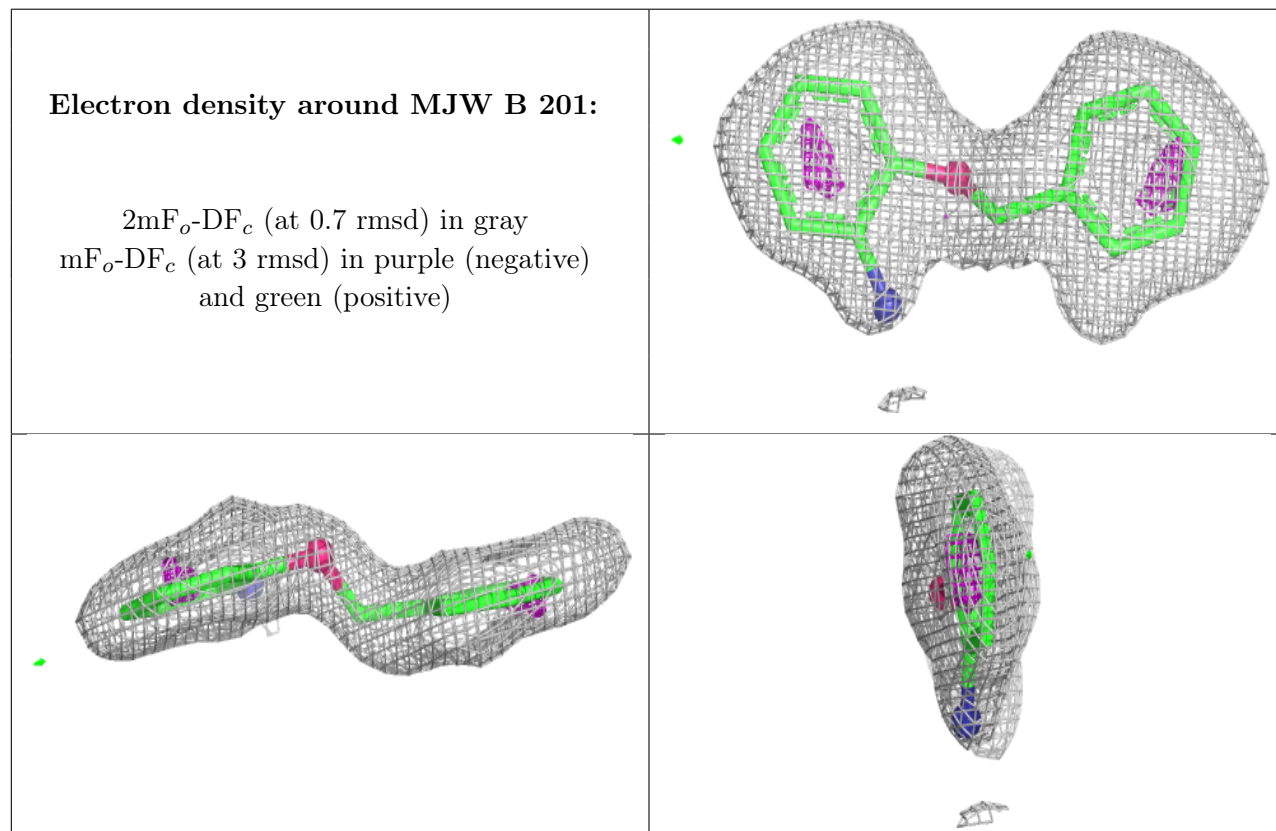 Electron density around MJW B 201:
2mFo-DFc (at 0.7 rmsd) in gray
mFo-DFc (at 3 rmsd) in purple (negative)
and green (positive)